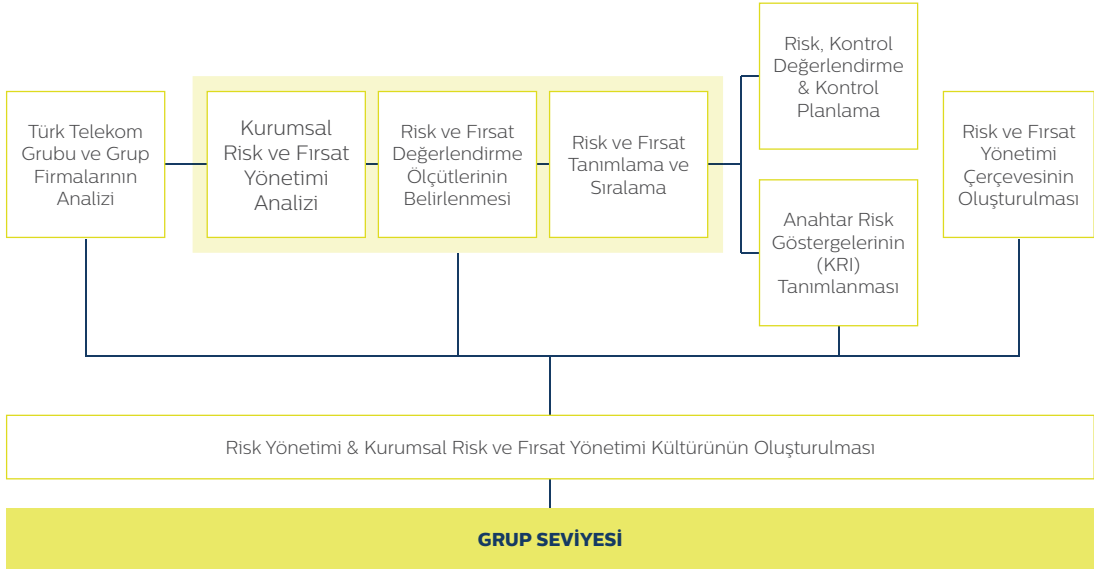 Türk Telekom
Grubu ve Grup
Firmalarının
Analizi
Kurumsal
Risk ve Fırsat
Yönetimi
Analizi
Risk ve Fırsat
Değerlendirme
Ölçütlerinin
Belirlenmesi
Risk ve Fırsat
Tanımlama ve
Sıralama
Risk, Kontrol
Değerlendirme
& Kontrol
Planlama
Anahtar Risk
Göstergelerinin
(KRI)
Tanımlanması
Risk ve Fırsat
Yönetimi
Çerçevesinin
Oluşturulması
Risk Yönetimi & Kurumsal Risk ve Fırsat Yönetimi Kültürünün Oluşturulması
GRUP SEVİYESİ